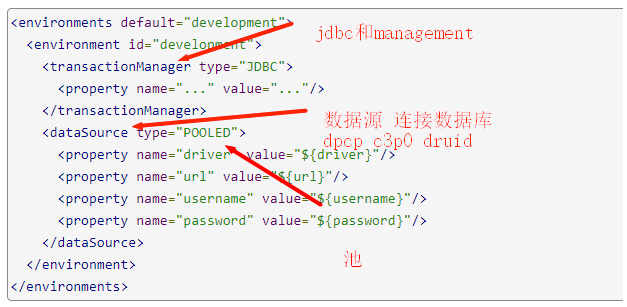 <environments default="development">
<environment id="development">
jdbc和management
<transactionManager type="JDBC">
<property name="..." value="..."/>
</transactionManager>
数据源 连接数据库
<dataSource type="POOLED">
dpcp c3p0 druid
<property name="driver" value="${driver}"/>
<property name="url" value="${url}"/>
<property name="username" value="${username}"/>
<property name="password" value="${password}"/>
</dataSource>
池
</environment>
</environments>